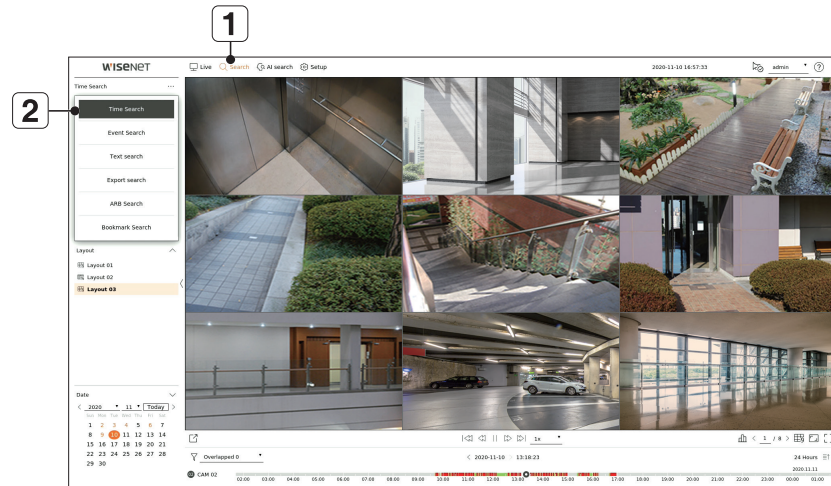 1
WISENET Live Search AI search Setup 2020-11-10 16:57:33 admin ?
Time Search ...
2
Time Search
Event Search
Text search
Export search
ARB Search
Bookmark Search
Layout
Layout 01
Layout 02
Layout 03
Date
< 2020 11 Today >
Sun Mon Tue Wed Thu Fri Sat
1 2 3 4 5 6 7
8 9 10 11 12 13 14
15 16 17 18 19 20 21
22 23 24 25 26 27 28
29 30
1x < 1 / 8 >
Overlapped 0 < 2020-11-10 > 13:18:23 24 Hours
2020.11.11
CAM 02 02:00 03:00 04:00 05:00 06:00 07:00 08:00 09:00 10:00 11:00 12:00 13:00 14:00 15:00 16:00 17:00 18:00 19:00 20:00 21:00 22:00 23:00 00:00 01:00